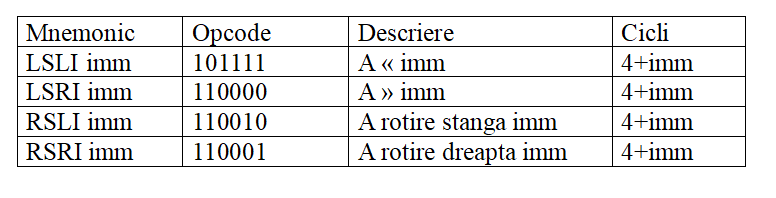 Mnemonic Opcode Descriere Cicli
LSLI imm 101111 A « imm 4+imm
LSRI imm 110000 A » imm 4+imm
RSLI imm 110010 A rotire stanga imm 4+imm
RSRI imm 110001 A rotire dreapta imm 4+imm